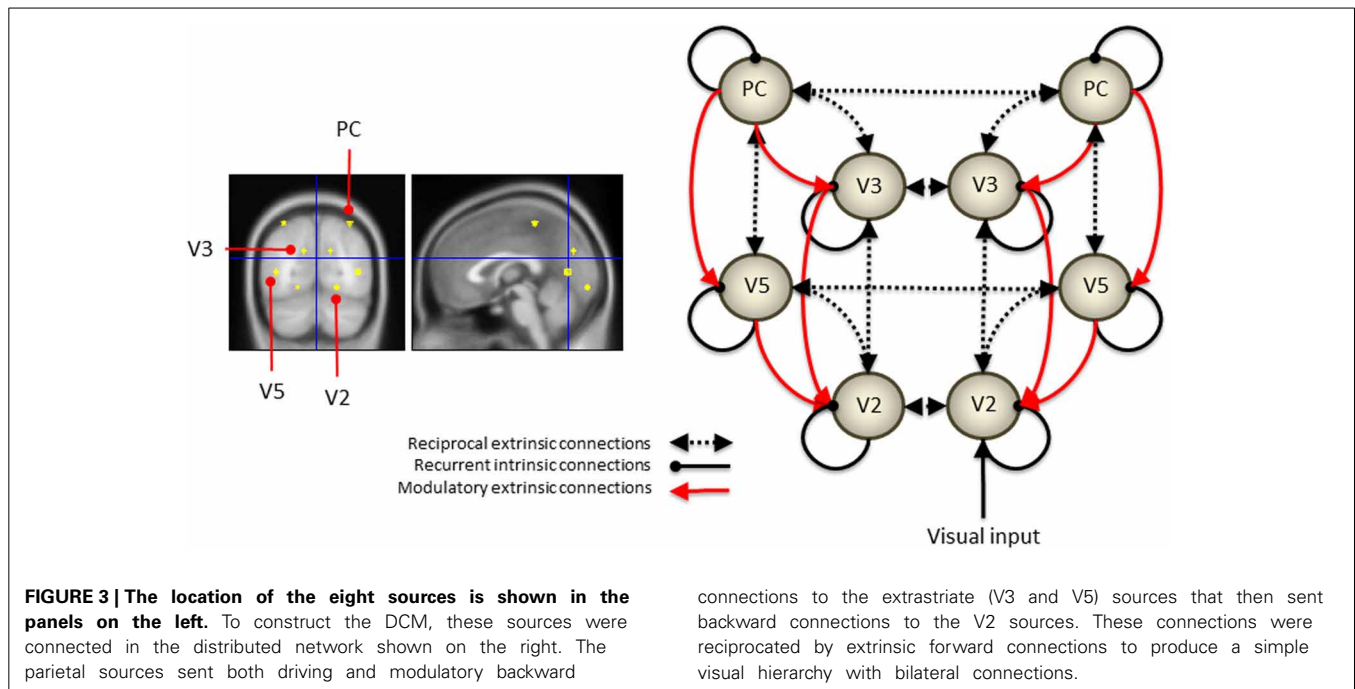 PC
V3
V5
V2
PC
PC
V3
V3
V5
V5
V2
V2
Reciprocal extrinsic connections
Recurrent intrinsic connections
Modulatory extrinsic connections
Visual input
FIGURE 3 | The location of the eight sources is shown in the
panels on the left. To construct the DCM, these sources were
connected in the distributed network shown on the right. The
parietal sources sent both driving and modulatory backward
connections to the extrastriate (V3 and V5) sources that then sent
backward connections to the V2 sources. These connections were
reciprocated by extrinsic forward connections to produce a simple
visual hierarchy with bilateral connections.